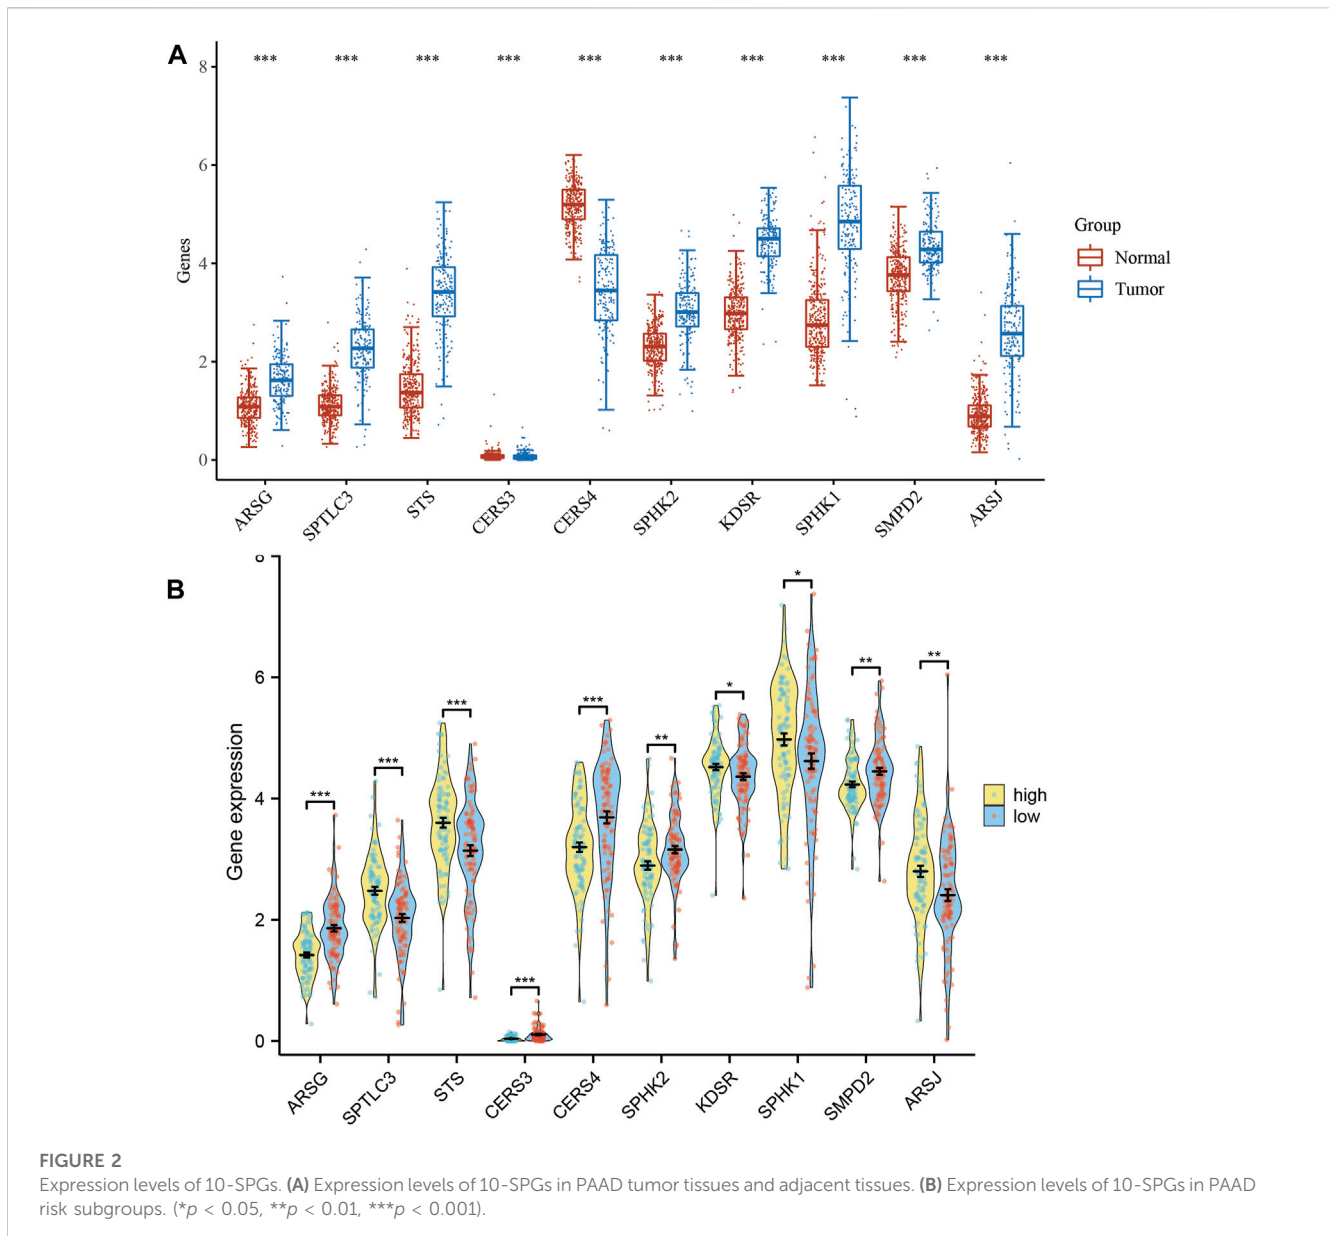 A
*** *** *** *** *** *** *** *** *** ***
8
6
4
2
0
Genes
ARSG SPTLC3 STS CERS3 CERS4 SPHK2 KDSR SPHK1 SMPD2 ARSJ
Group
Normal
Tumor
B
8
6
4
2
0
Gene expression
*** *** *** *** *** ** * * ** **
ARSG SPTLC3 STS CERS3 CERS4 SPHK2 KDSR SPHK1 SMPD2 ARSJ
high
low
FIGURE 2
Expression levels of 10-SPGs. (A) Expression levels of 10-SPGs in PAAD tumor tissues and adjacent tissues. (B) Expression levels of 10-SPGs in PAAD
risk subgroups. (*p < 0.05, **p < 0.01, ***p < 0.001).